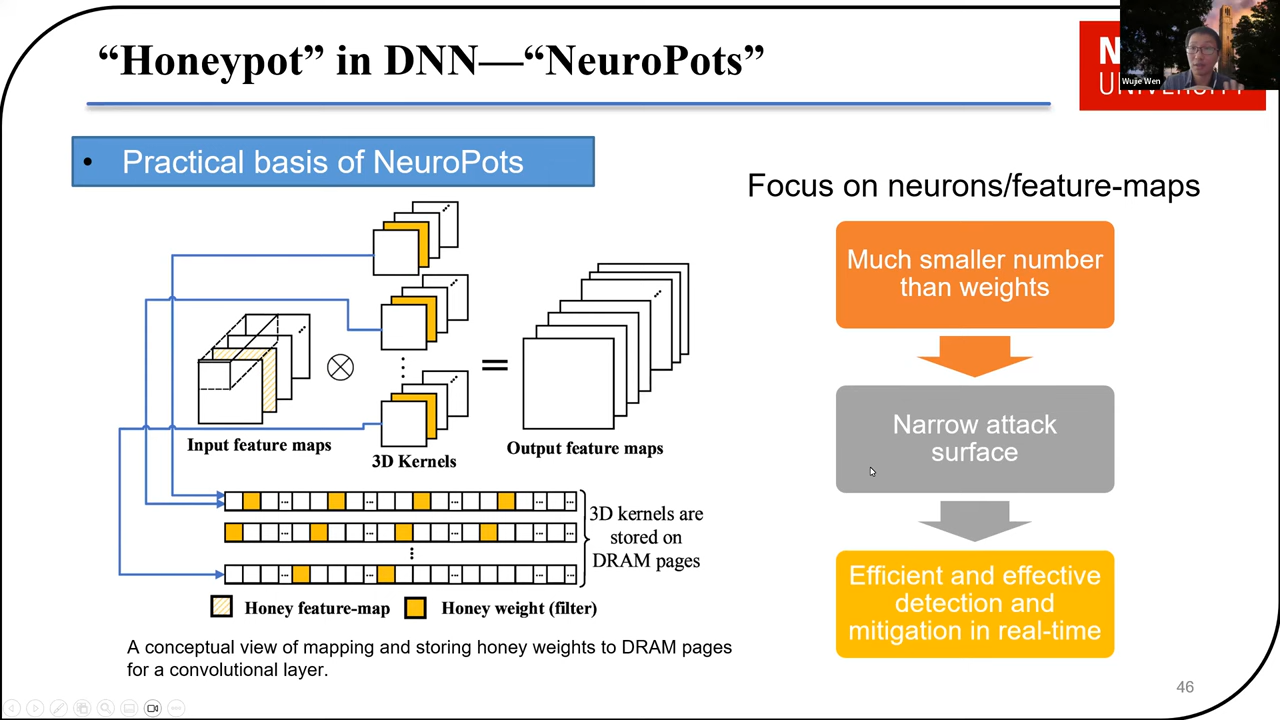 “Honeypot” in DNN—“NeuroPots”
Wujie Wen
• Practical basis of NeuroPots
Focus on neurons/feature-maps
Much smaller number
than weights
Narrow attack
surface
Efficient and effective
detection and
mitigation in real-time
Input feature maps
3D Kernels
Output feature maps
3D kernels are
stored on
DRAM pages
Honey feature-map
Honey weight (filter)
A conceptual view of mapping and storing honey weights to DRAM pages
for a convolutional layer.
46